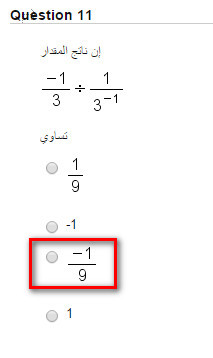 Question 11
إن ناتج المقدار
-1/3 ÷ 1/3^-1
تساوي
1/9
-1
-1/9
1